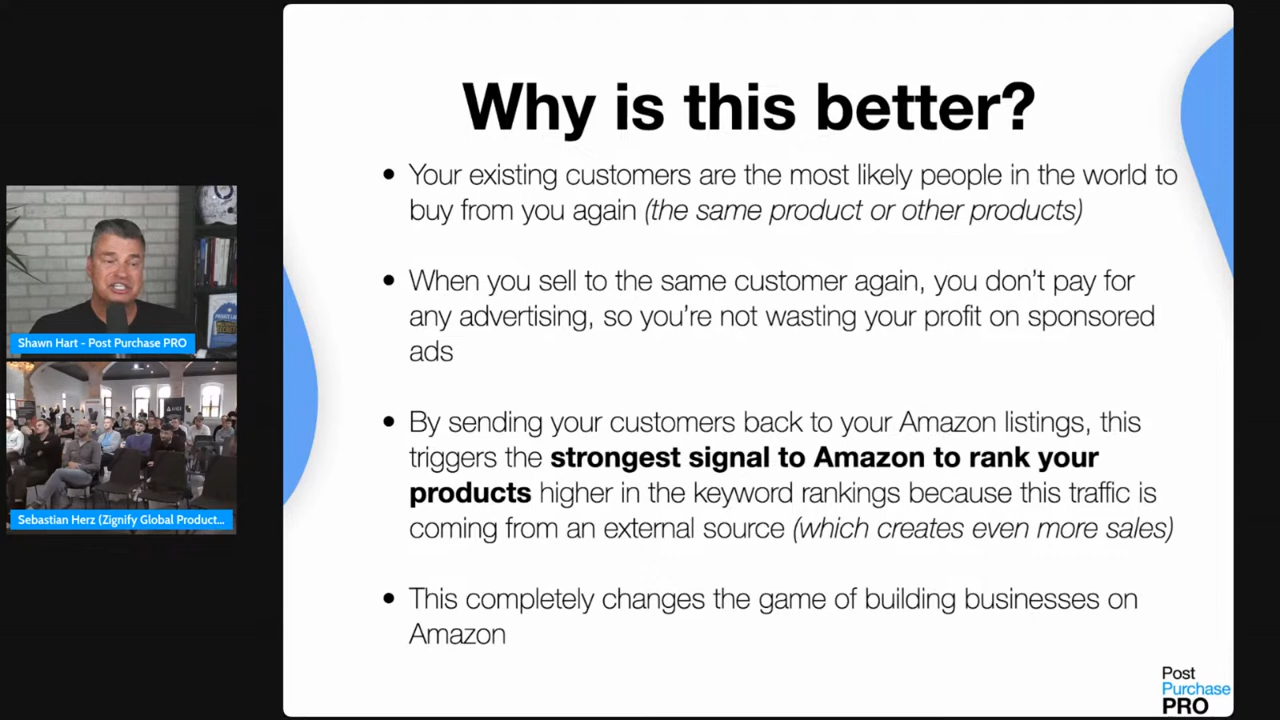 Why is this better?
• Your existing customers are the most likely people in the world to
buy from you again (the same product or other products)
• When you sell to the same customer again, you don't pay for
any advertising, so you're not wasting your profit on sponsored
ads
• By sending your customers back to your Amazon listings, this
triggers the strongest signal to Amazon to rank your
products higher in the keyword rankings because this traffic is
coming from an external source (which creates even more sales)
• This completely changes the game of building businesses on
Amazon
Post
Purchase
PRO
Shawn Hart - Post Purchase PRO
Sebastian Herz (Zignify Global Product...